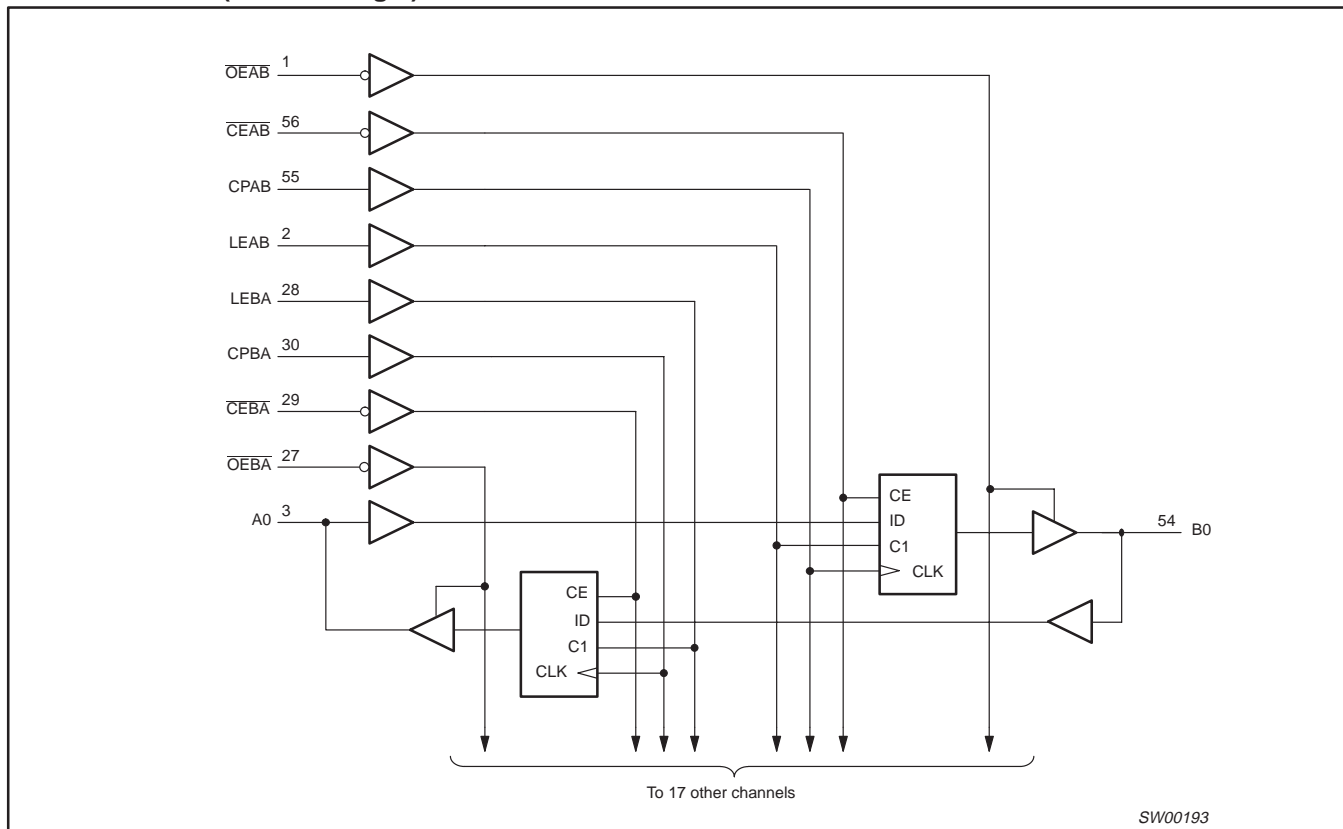 OEAB 1
CEAB 56
CPAB 55
LEAB 2
LEBA 28
CPBA 30
CEBA 29
OEBA 27
A0 3
CE
ID
C1
CLK
54 B0
CE
ID
C1
CLK
To 17 other channels
SW00193